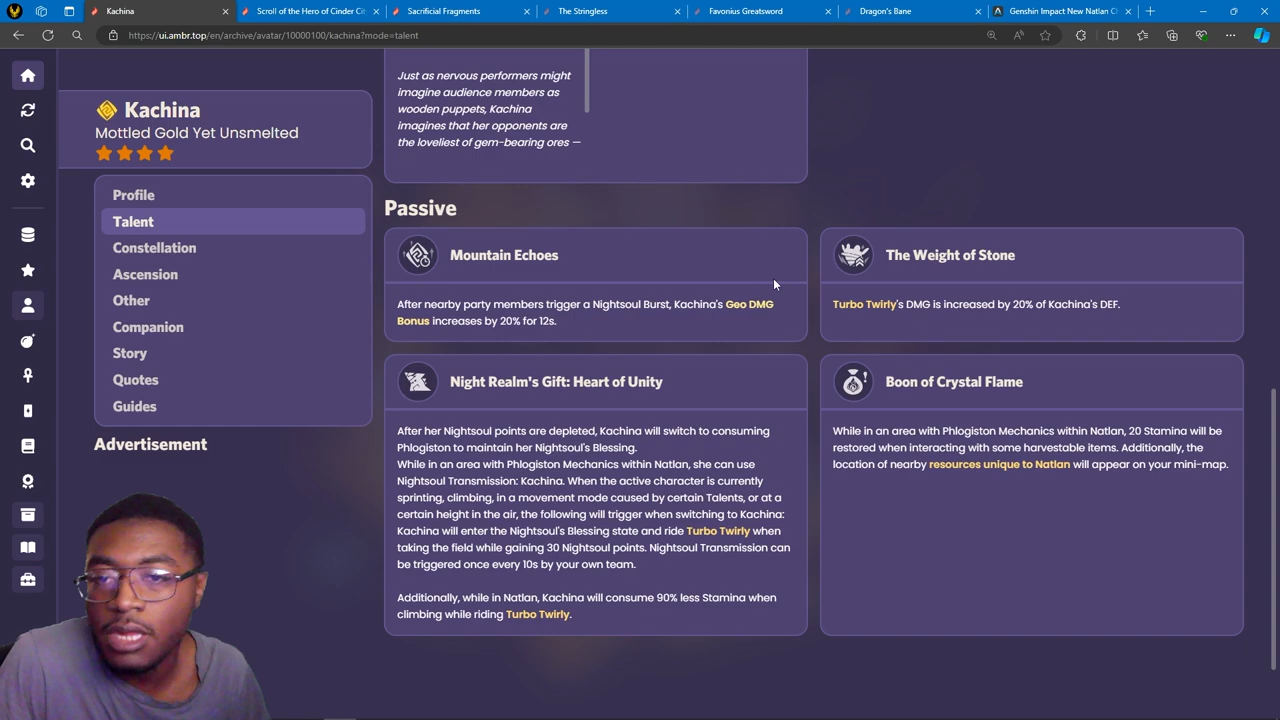 Kachina
Scroll of the Hero of Cinder Cit
Sacrificial Fragments
The Stringless
Favonius Greatsword
Dragon's Bane
Genshin Impact New Natlan Ch
https://ui.ambr.top/en/archive/avatar/10000100/kachina?mode=talent
Kachina
Mottled Gold Yet Unsmelted
Profile
Talent
Constellation
Ascension
Other
Companion
Story
Quotes
Guides
Advertisement
Just as nervous performers might
imagine audience members as
wooden puppets, Kachina
imagines that her opponents are
the loveliest of gem-bearing ores —
Passive
Mountain Echoes
After nearby party members trigger a Nightsoul Burst, Kachina's Geo DMG
Bonus increases by 20% for 12s.
The Weight of Stone
Turbo Twirly's DMG is increased by 20% of Kachina's DEF.
Night Realm's Gift: Heart of Unity
After her Nightsoul points are depleted, Kachina will switch to consuming
Phlogiston to maintain her Nightsoul's Blessing.
While in an area with Phlogiston Mechanics within Natlan, she can use
Nightsoul Transmission: Kachina. When the active character is currently
sprinting, climbing, in a movement mode caused by certain Talents, or at a
certain height in the air, the following will trigger when switching to Kachina:
Kachina will enter the Nightsoul's Blessing state and ride Turbo Twirly when
taking the field while gaining 30 Nightsoul points. Nightsoul Transmission can
be triggered once every 10s by your own team.
Additionally, while in Natlan, Kachina will consume 90% less Stamina when
climbing while riding Turbo Twirly.
Boon of Crystal Flame
While in an area with Phlogiston Mechanics within Natlan, 20 Stamina will be
restored when interacting with some harvestable items. Additionally, the
location of nearby resources unique to Natlan will appear on your mini-map.